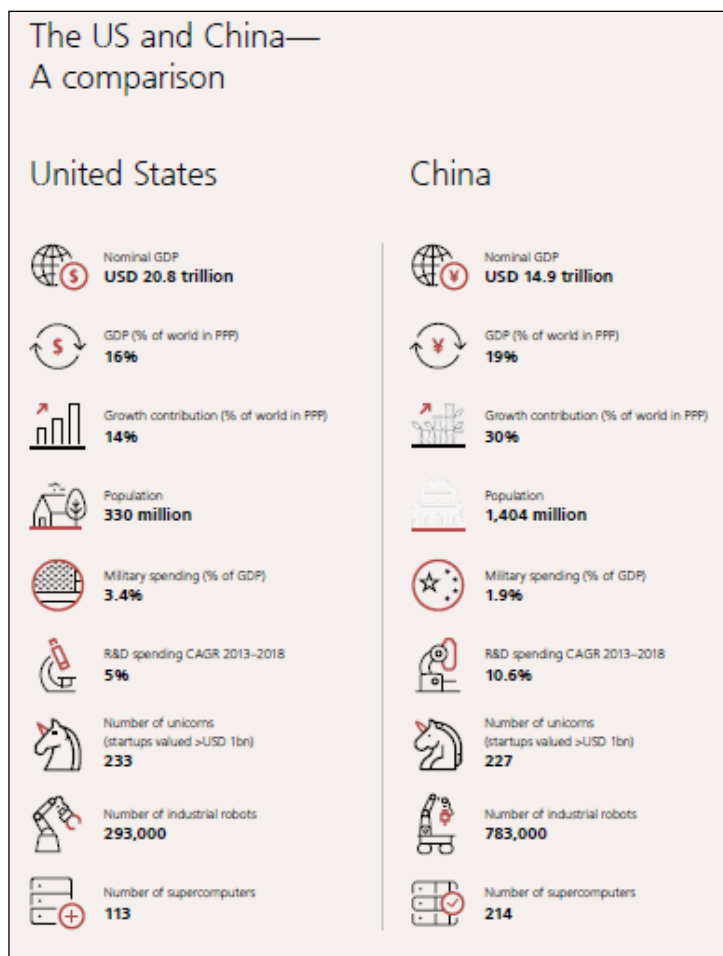 The US and China—
A comparison
United States
Nominal GDP
USD 20.8 trillion
GDP (% of world in PPP)
16%
Growth contribution (% of world in PPP)
14%
Population
330 million
Military spending (% of GDP)
3.4%
R&D spending CAGR 2013–2018
5%
Number of unicorns
(startups valued >USD 1bn)
233
Number of industrial robots
293,000
Number of supercomputers
113
China
Nominal GDP
USD 14.9 trillion
GDP (% of world in PPP)
19%
Growth contribution (% of world in PPP)
30%
Population
1,404 million
Military spending (% of GDP)
1.9%
R&D spending CAGR 2013–2018
10.6%
Number of unicorns
(startups valued >USD 1bn)
227
Number of industrial robots
783,000
Number of supercomputers
214